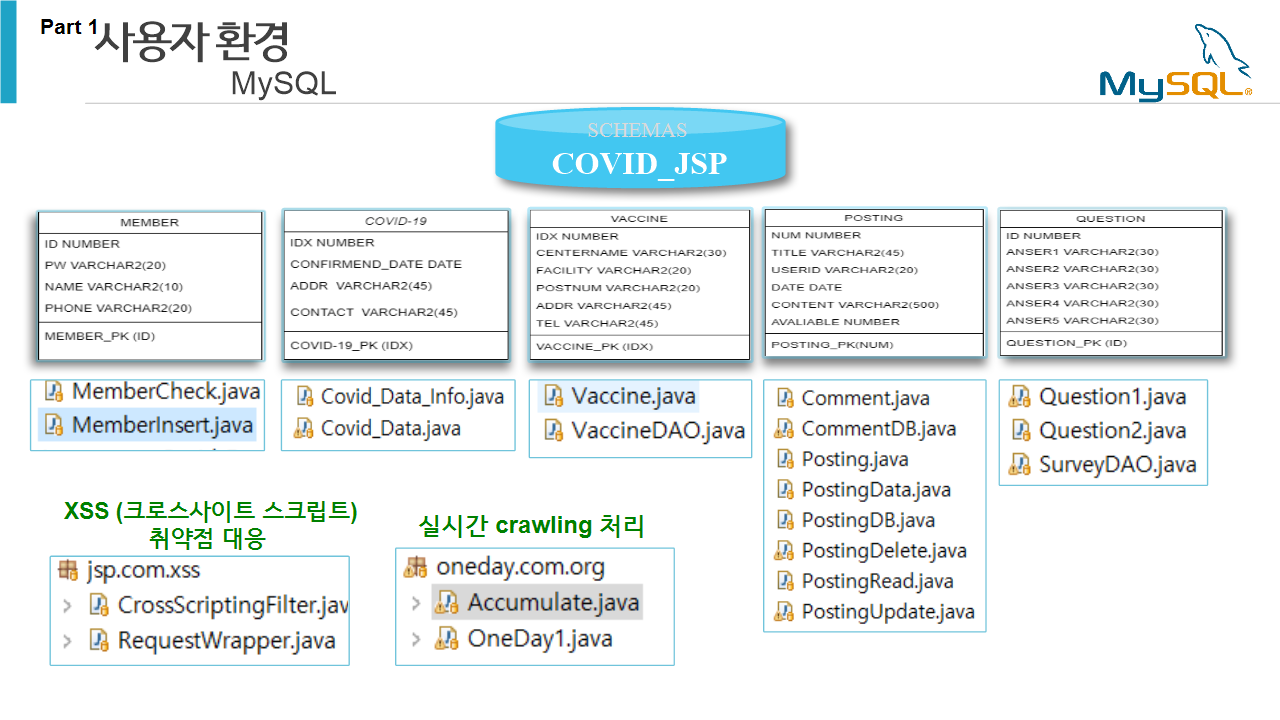 Part 1
사용자 환경
MySQL
MySQL®
SCHEMAS
COVID_JSP
MEMBER
ID NUMBER
PW VARCHAR2(20)
NAME VARCHAR2(10)
PHONE VARCHAR2(20)
MEMBER_PK (ID)
COVID-19
IDX NUMBER
CONFIRMEND_DATE DATE
ADDR VARCHAR2(45)
CONTACT VARCHAR2(45)
COVID-19_PK (IDX)
VACCINE
IDX NUMBER
CENTERNAME VARCHAR2(30)
FACILITY VARCHAR2(20)
POSTNUM VARCHAR2(20)
ADDR VARCHAR2(45)
TEL VARCHAR2(45)
VACCINE_PK (IDX)
POSTING
NUM NUMBER
TITLE VARCHAR2(45)
USERID VARCHAR2(20)
DATE DATE
CONTENT VARCHAR2(500)
AVALIABLE NUMBER
POSTING_PK(NUM)
QUESTION
ID NUMBER
ANSER1 VARCHAR2(30)
ANSER2 VARCHAR2(30)
ANSER3 VARCHAR2(30)
ANSER4 VARCHAR2(30)
ANSER5 VARCHAR2(30)
QUESTION_PK (ID)
MemberCheck.java
MemberInsert.java
Covid_Data_Info.java
Covid_Data.java
Vaccine.java
VaccineDAO.java
Comment.java
CommentDB.java
Posting.java
PostingData.java
PostingDB.java
PostingDelete.java
PostingRead.java
PostingUpdate.java
Question1.java
Question2.java
SurveyDAO.java
XSS (크로스사이트 스크립트)
취약점 대응
jsp.com.xss
CrossScriptingFilter.jav
RequestWrapper.java
실시간 crawling 처리
oneday.com.org
Accumulate.java
OneDay1.java